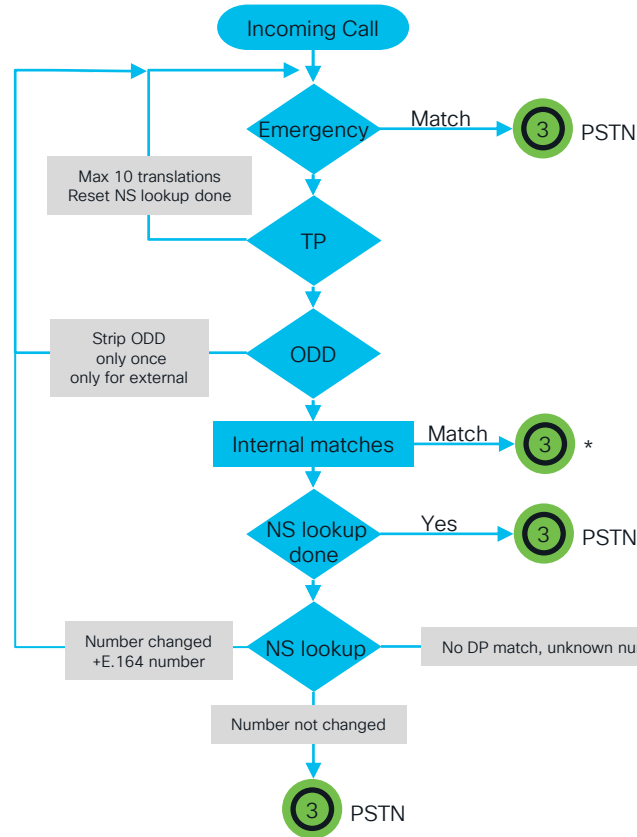 Incoming Call
Emergency
Match
3
PSTN
Max 10 translations
Reset NS lookup done
TP
Strip ODD
only once
only for external
ODD
Internal matches
Match
3
*
NS lookup
done
Yes
3
PSTN
Number changed
+E.164 number
NS lookup
No DP match, unknown
Number not changed
3
PSTN